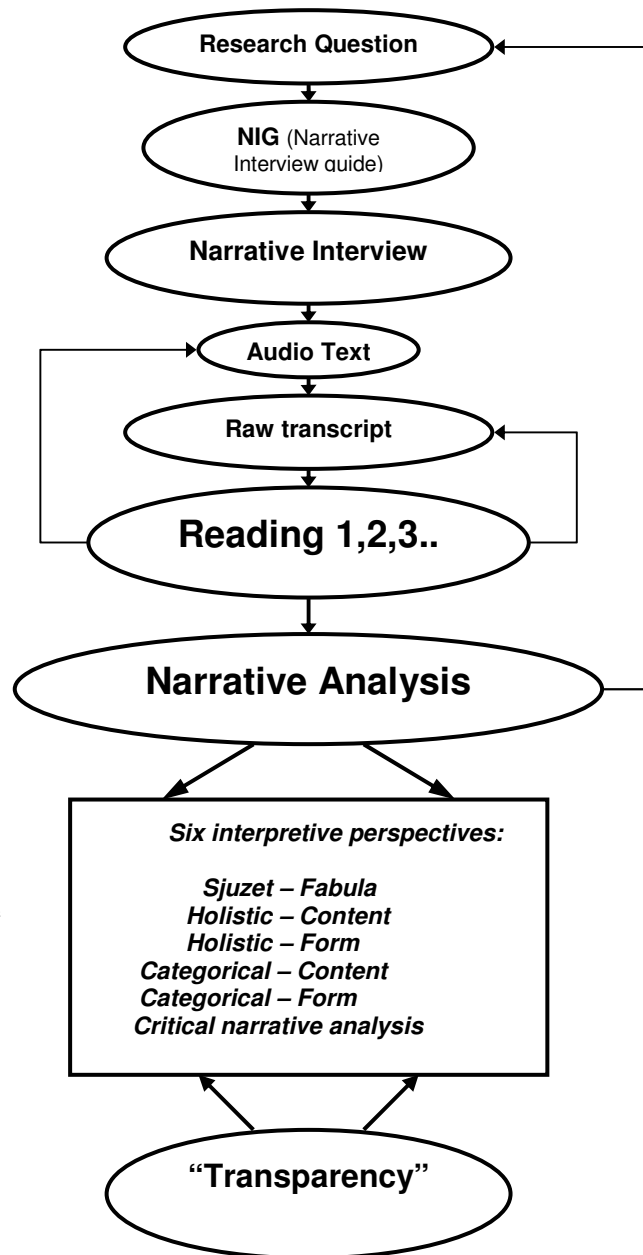 Research Question
NIG (Narrative
Interview guide)
Narrative Interview
Audio Text
Raw transcript
Reading 1,2,3..
Narrative Analysis
Six interpretive perspectives:
Sjuzet – Fabula
Holistic – Content
Holistic – Form
Categorical – Content
Categorical – Form
Critical narrative analysis
“Transparency”